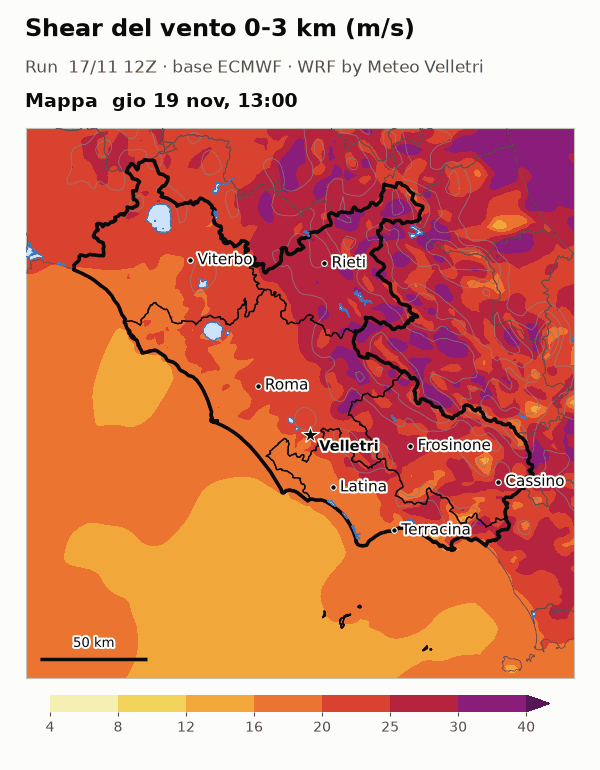 Shear del vento 0-3 km (m/s)
Run  17/11 12Z · base ECMWF · WRF by Meteo Velletri
Mappa  gio 19 nov, 13:00
Viterbo
Rieti
Roma
Velletri
Frosinone
Latina
Cassino
Terracina
50 km
4 8 12 16 20 25 30 40